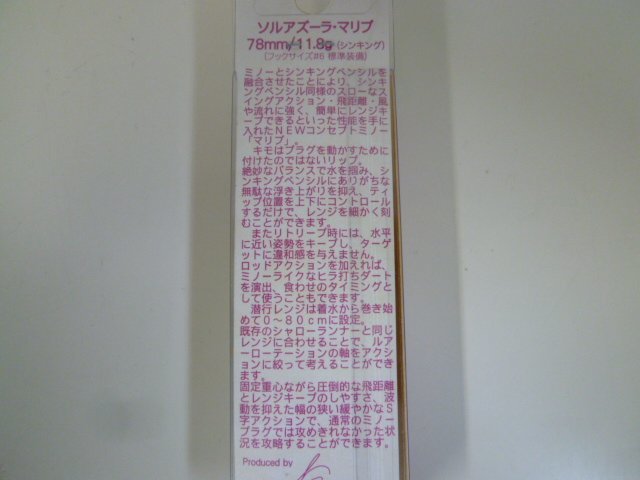 ソルアズーラ・マリブ
78mm/11.8g(シンキング)
(フックサイズ#6 標準装備)
ミノーとシンキングペンシルを
融合させたことにより、シンキ
ングペンシル同様のスローなス
イングアクション・飛距離・風
や流れに強く、簡単にレンジキ
ープできるといった性能を手に
入れたNEWコンセプトミノー
「マリブ」。
キモはプラグを動かすために
付けたのではないリップ。
絶妙なバランスで水を掴み、シ
ンキングペンシルにありがちな
無駄な浮き上がりを抑え、ティ
ップ位置を上下にコントロール
するだけで、レンジを細かく刻
むことができます。
またリトリーブ時には、水平
に近い姿勢をキープし、ターゲ
ットに違和感を与えません。
ロッドアクションを加えれば、
ミノーライクなヒラ打ちダート
を演出、食わせのタイミングと
して使うこともできます。
潜行レンジは着水から巻き始
めて0～80cmに設定。
既存のシャローランナーと同じ
レンジに合わせることで、ルア
ーローテーションの軸をアクシ
ョンに絞って考えることができ
ます。
固定重心ながら圧倒的な飛距離
とレンジキープのしやすさ、波
動を抑えた幅の狭い緩やかなS
字アクションで、通常のミノー
プラグでは攻めきれなかった状
況を攻略することができます。
Produced by